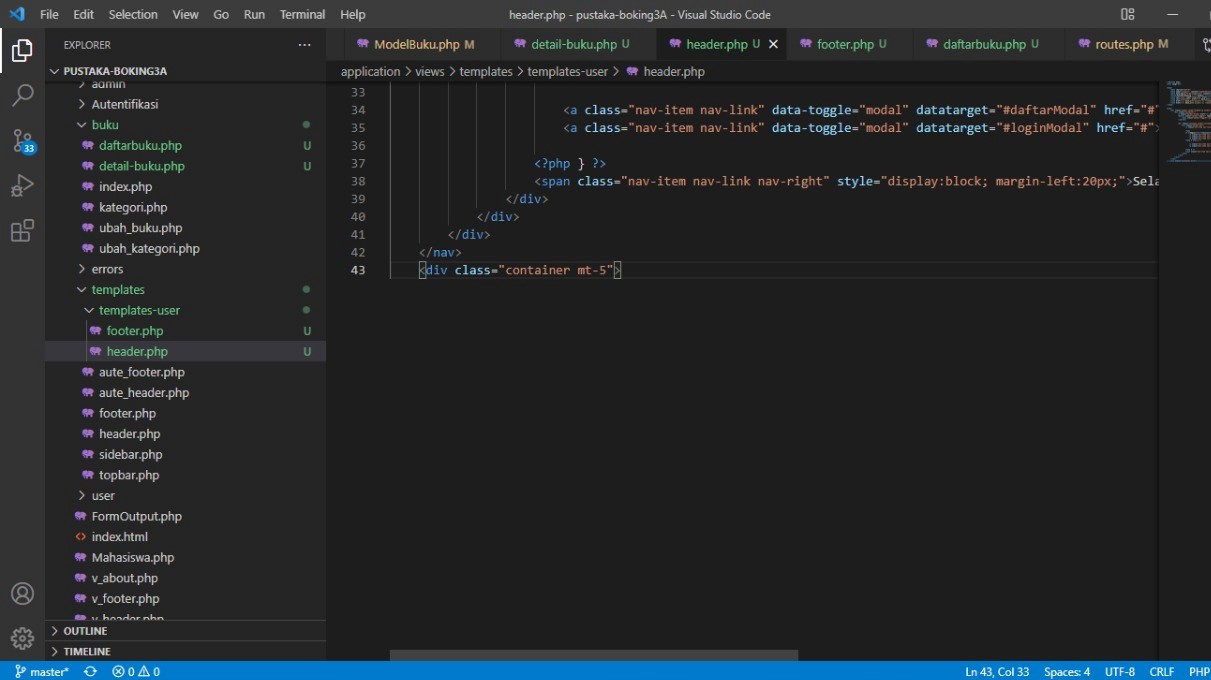 File Edit Selection View Go Run Terminal Help
header.php - pustaka-boking3A - Visual Studio Code
EXPLORER
ModelBuku.php M
detail-buku.php U
header.php U
footer.php U
daftarbuku.php U
routes.php M
PUSTAKA-BOKING3A
application > views > templates > templates-user > header.php
admin
Autentifikasi
buku
daftarbuku.php U
detail-buku.php U
index.php
kategori.php
ubah_buku.php
ubah_kategori.php
errors
templates
templates-user
footer.php U
header.php U
aute_footer.php
aute_header.php
footer.php
header.php
sidebar.php
topbar.php
user
FormOutput.php
index.html
Mahasiswa.php
v_about.php
v_footer.php
v_header.php
OUTLINE
TIMELINE
33
33
34 <a class="nav-item nav-link" data-toggle="modal" datatarget="#daftarModal" href="#"
35 <a class="nav-item nav-link" data-toggle="modal" datatarget="#loginModal" href="#">
36
37 <?php } ?>
38 <span class="nav-item nav-link nav-right" style="display:block; margin-left:20px;">Sela
39 </div>
40 </div>
41 </div>
42 </nav>
43 <div class="container mt-5">
master* 0 0
Ln 43, Col 33 Spaces: 4 UTF-8 CRLF PHP